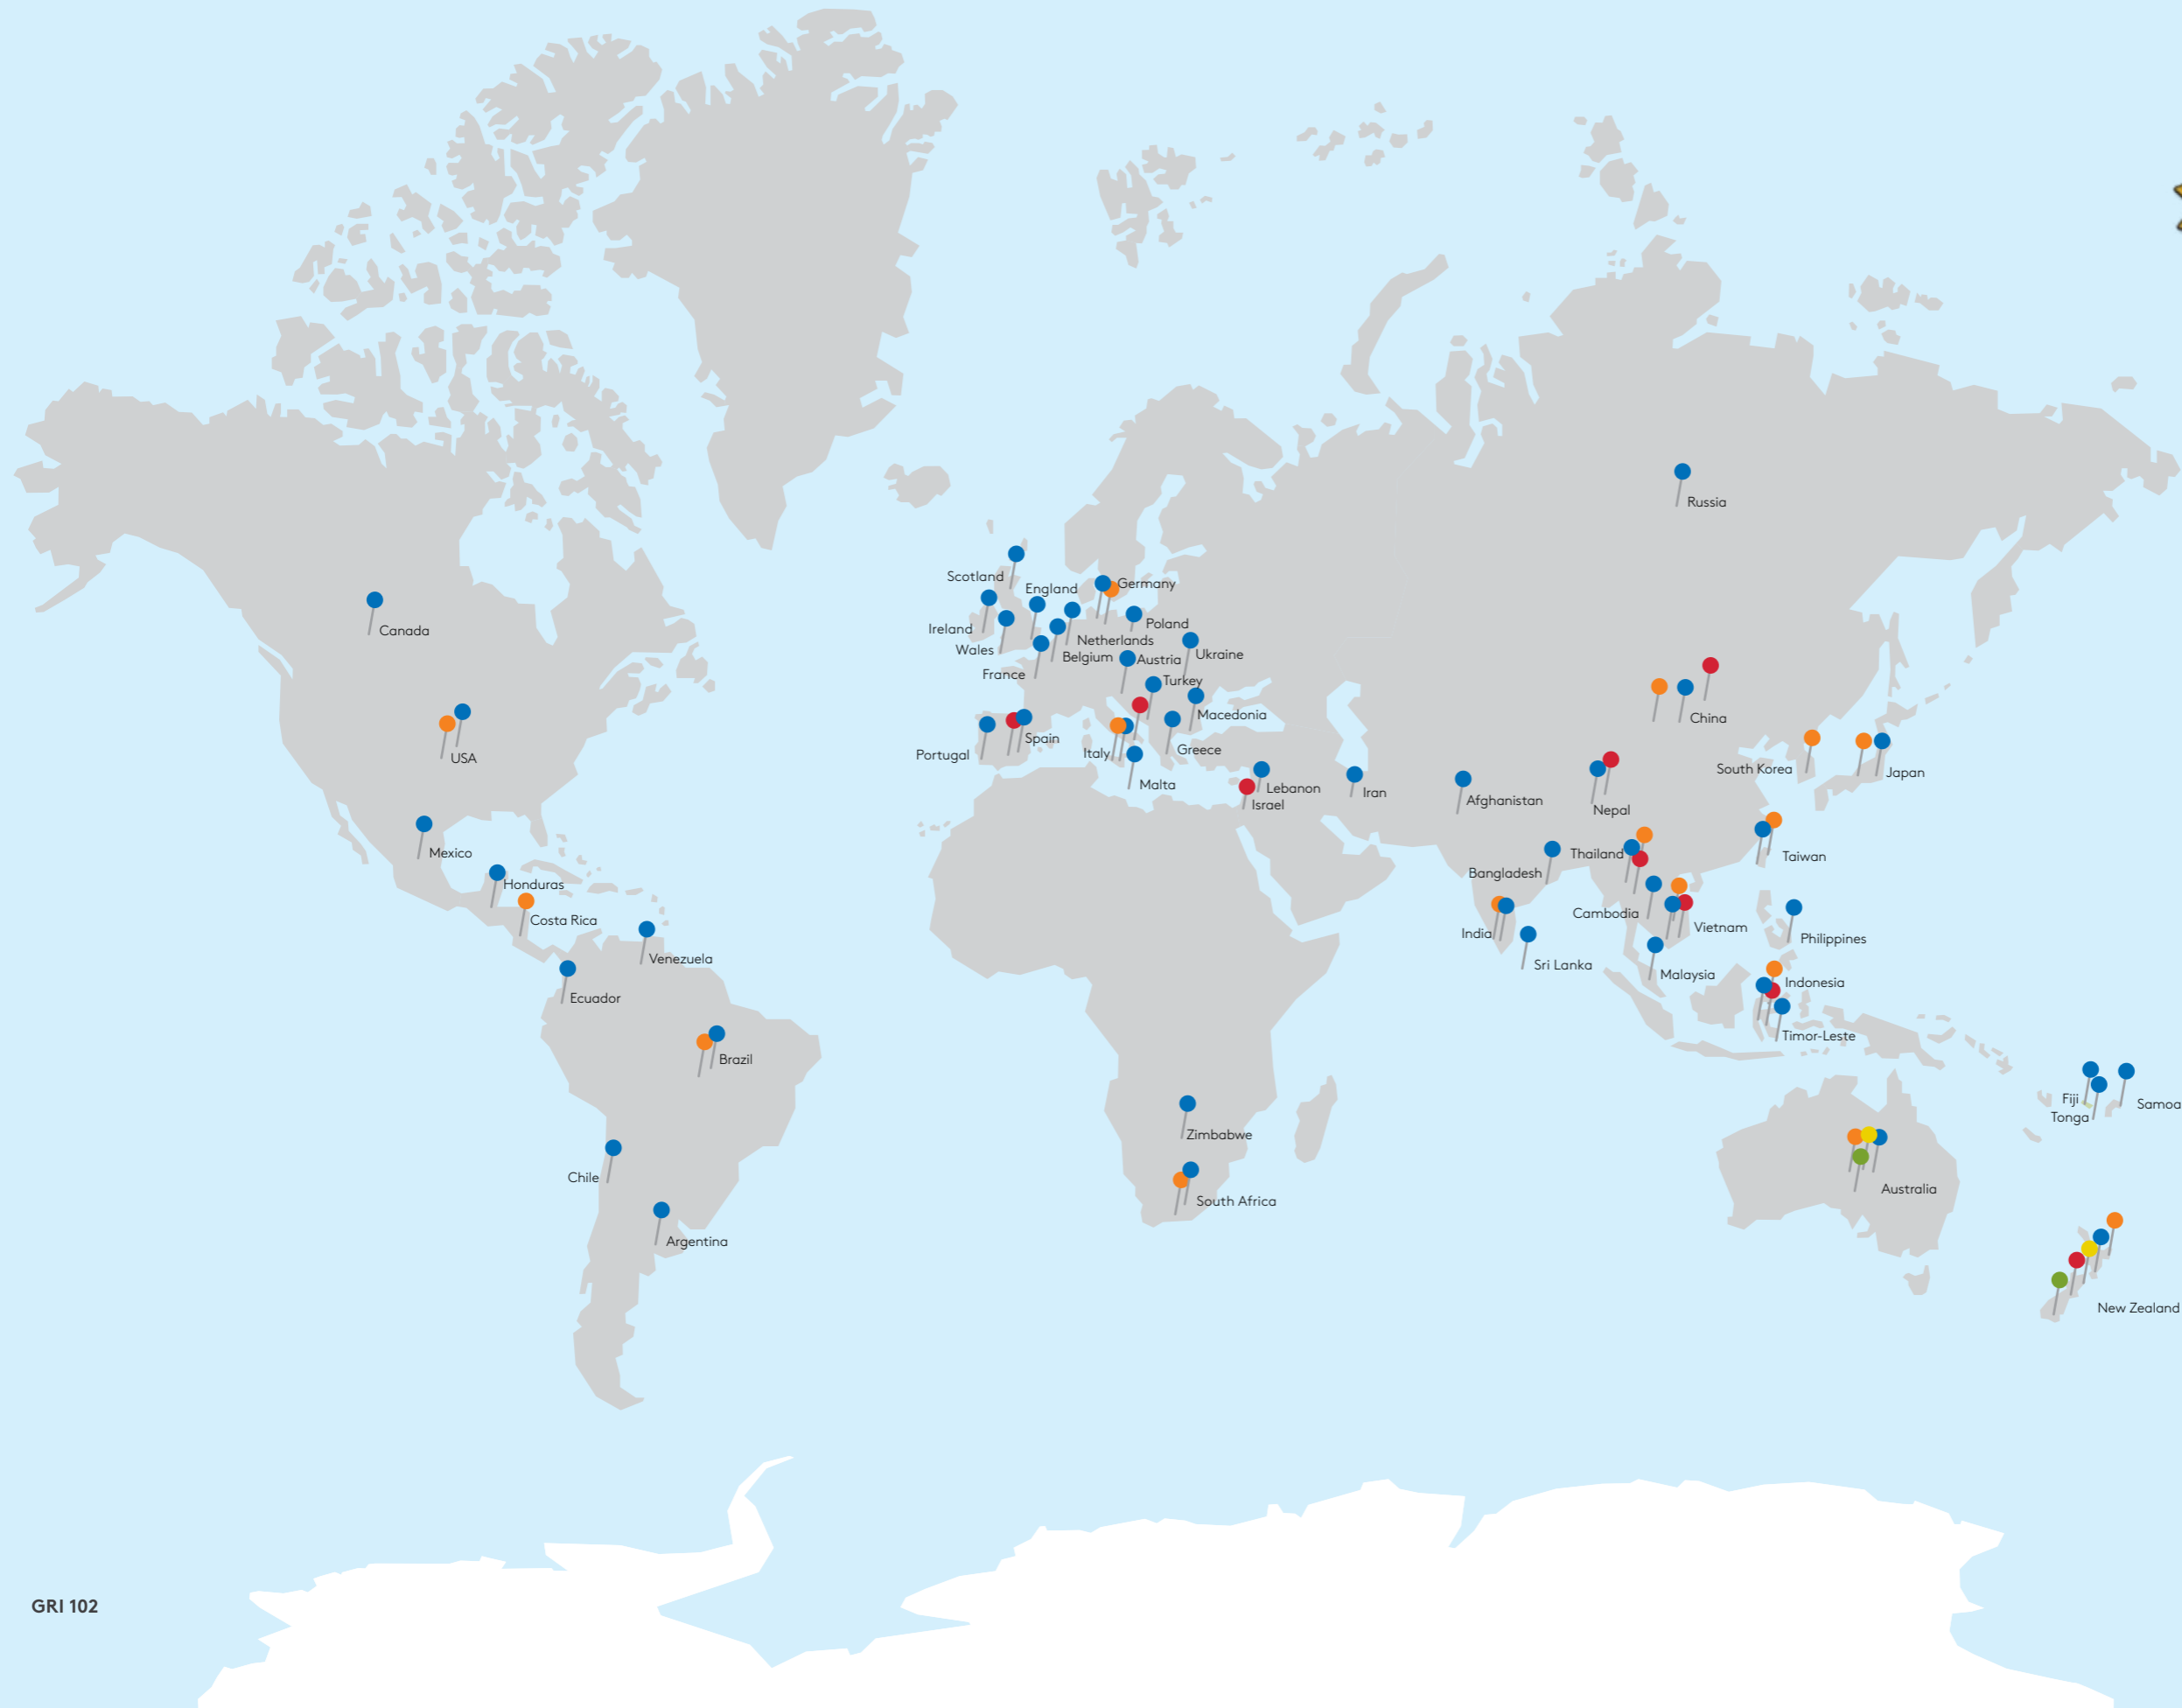 Russia
Scotland
England
Germany
Canada
Ireland
Poland
Wales
Netherlands
Ukraine
Belgium
Austria
France
Turkey
Macedonia
China
Spain
Portugal
Italy
Greece
USA
South Korea
Japan
Malta
Lebanon
Iran
Israel
Afghanistan
Nepal
Mexico
Thailand
Taiwan
Bangladesh
Honduras
Costa Rica
Cambodia
India
Vietnam
Philippines
Venezuela
Sri Lanka
Malaysia
Indonesia
Ecuador
Timor-Leste
Brazil
Fiji
Samoa
Tonga
Zimbabwe
Chile
Australia
South Africa
Argentina
New Zealand
GRI 102